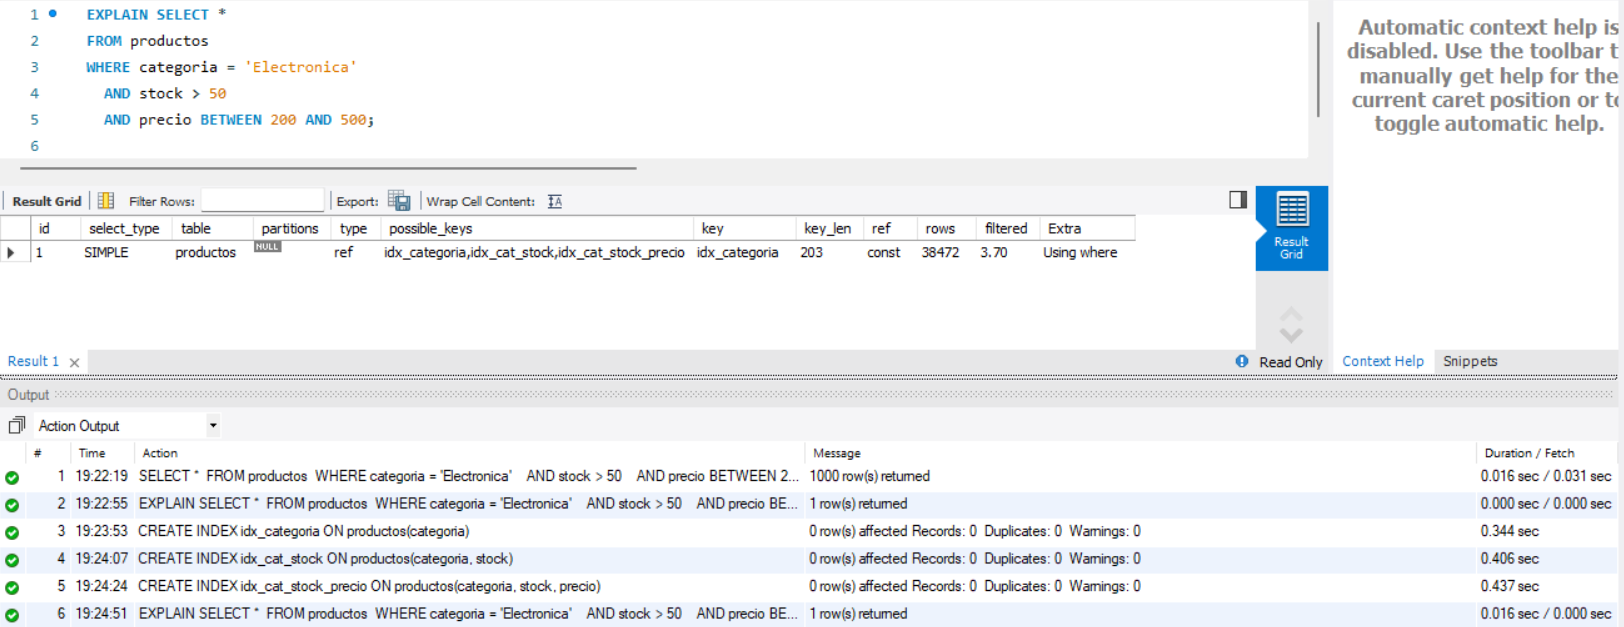 1 EXPLAIN SELECT *
2 FROM productos
3 WHERE categoria = 'Electronica'
4 AND stock > 50
5 AND precio BETWEEN 200 AND 500;
6
Automatic context help is
disabled. Use the toolbar t
manually get help for the
current caret position or to
toggle automatic help.
Result Grid Filter Rows: Export: Wrap Cell Content: IA
id select_type table partitions type possible_keys key key_len ref rows filtered Extra
1 SIMPLE productos NULL ref idx_categoria,idx_cat_stock,idx_cat_stock_precio idx_categoria 203 const 38472 3.70 Using where
Result
Grid
Result 1 Read Only Context Help Snippets
Output
Action Output
# Time Action Message Duration / Fetch
1 19:22:19 SELECT * FROM productos WHERE categoria = 'Electronica' AND stock > 50 AND precio BETWEEN 2... 1000 row(s) returned 0.016 sec / 0.031 sec
2 19:22:55 EXPLAIN SELECT * FROM productos WHERE categoria = 'Electronica' AND stock > 50 AND precio BE... 1 row(s) returned 0.000 sec / 0.000 sec
3 19:23:53 CREATE INDEX idx_categoria ON productos(categoria) 0 row(s) affected Records: 0 Duplicates: 0 Warnings: 0 0.344 sec
4 19:24:07 CREATE INDEX idx_cat_stock ON productos(categoria, stock) 0 row(s) affected Records: 0 Duplicates: 0 Warnings: 0 0.406 sec
5 19:24:24 CREATE INDEX idx_cat_stock_precio ON productos(categoria, stock, precio) 0 row(s) affected Records: 0 Duplicates: 0 Warnings: 0 0.437 sec
6 19:24:51 EXPLAIN SELECT * FROM productos WHERE categoria = 'Electronica' AND stock > 50 AND precio BE... 1 row(s) returned 0.016 sec / 0.000 sec